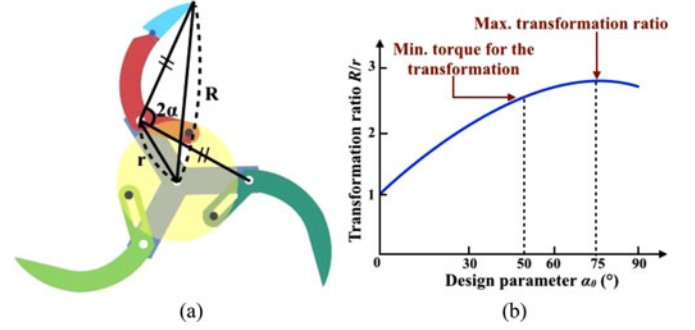 2α
R
r
(a)
Max. transformation ratio
Min. torque for the
transformation
Transformation ratio R/r
3
2
1
0
30
50
60
75
90
Design parameter α₀ (°)
(b)